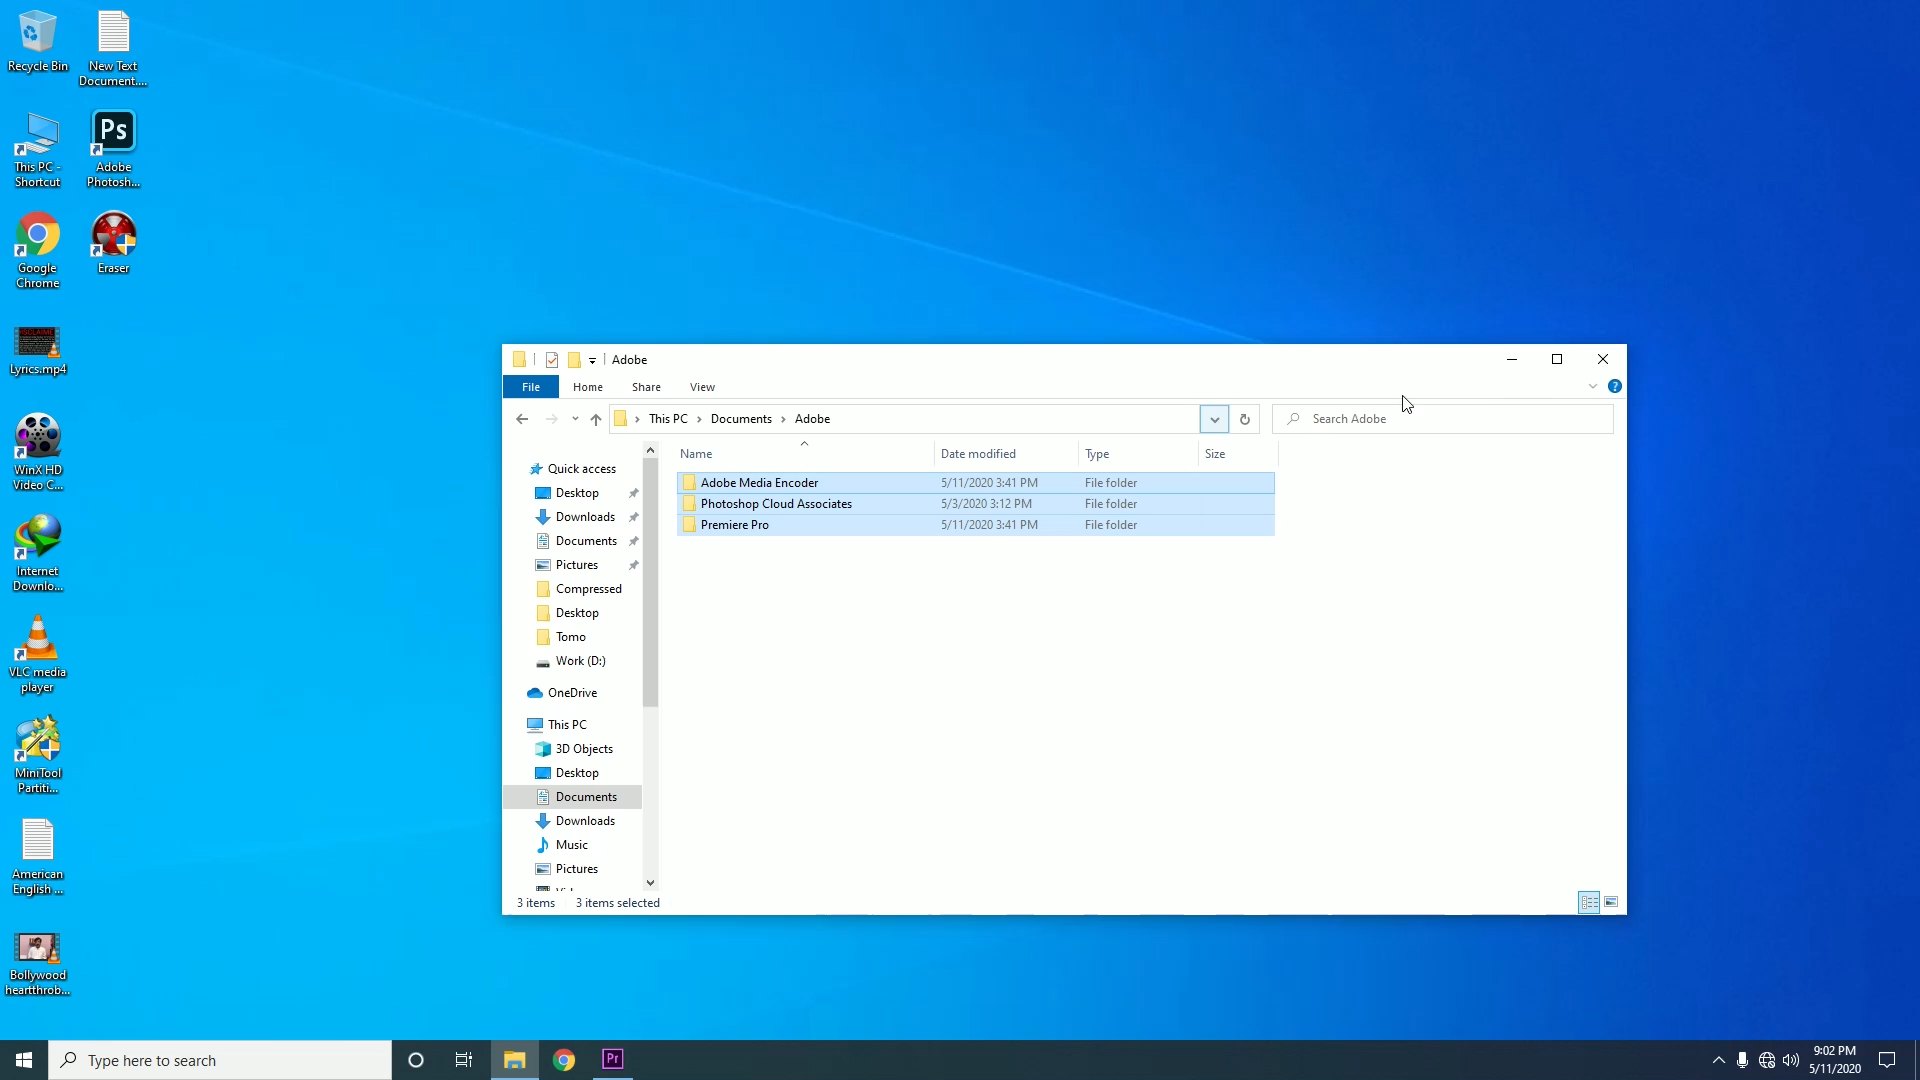 Recycle Bin
New Text
Document....
This PC -
Shortcut
Ps
Adobe
Photosh...
Google
Chrome
Eraser
Lyrics.mp4
WinX HD
Video C...
Internet
Downlo...
VLC media
player
MiniTool
Partiti...
American
English ...
Bollywood
heartthrob...
Adobe
File Home Share View
This PC > Documents > Adobe
Search Adobe
Name Date modified Type Size
Adobe Media Encoder 5/11/2020 3:41 PM File folder
Photoshop Cloud Associates 5/3/2020 3:12 PM File folder
Premiere Pro 5/11/2020 3:41 PM File folder
Quick access
Desktop
Downloads
Documents
Pictures
Compressed
Desktop
Tomo
Work (D:)
OneDrive
This PC
3D Objects
Desktop
Documents
Downloads
Music
Pictures
3 items 3 items selected
Type here to search
Pr
9:02 PM
5/11/2020